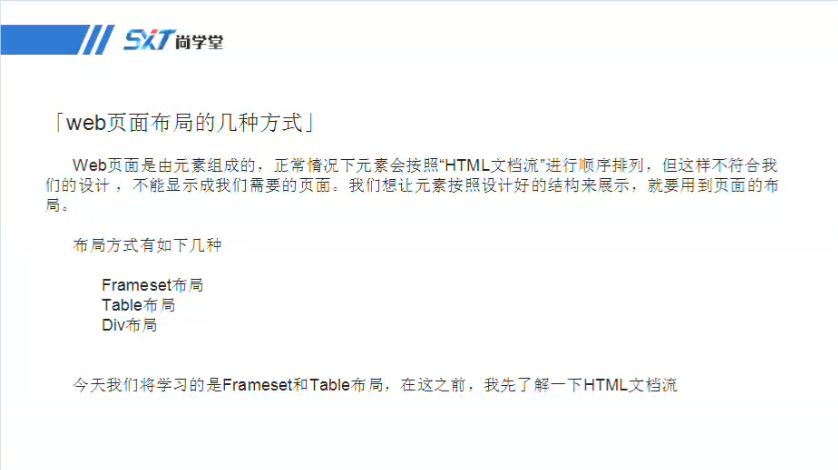 SXT尚学堂
「web页面布局的几种方式」
Web页面是由元素组成的，正常情况下元素会按照“HTML文档流”进行顺序排列，但这样不符合我
们的设计 ，不能显示成我们需要的页面。我们想让元素按照设计好的结构来展示，就要用到页面的布
局。
布局方式有如下几种
Frameset布局
Table布局
Div布局
今天我们将学习的是Frameset和Table布局，在这之前，我先了解一下HTML文档流